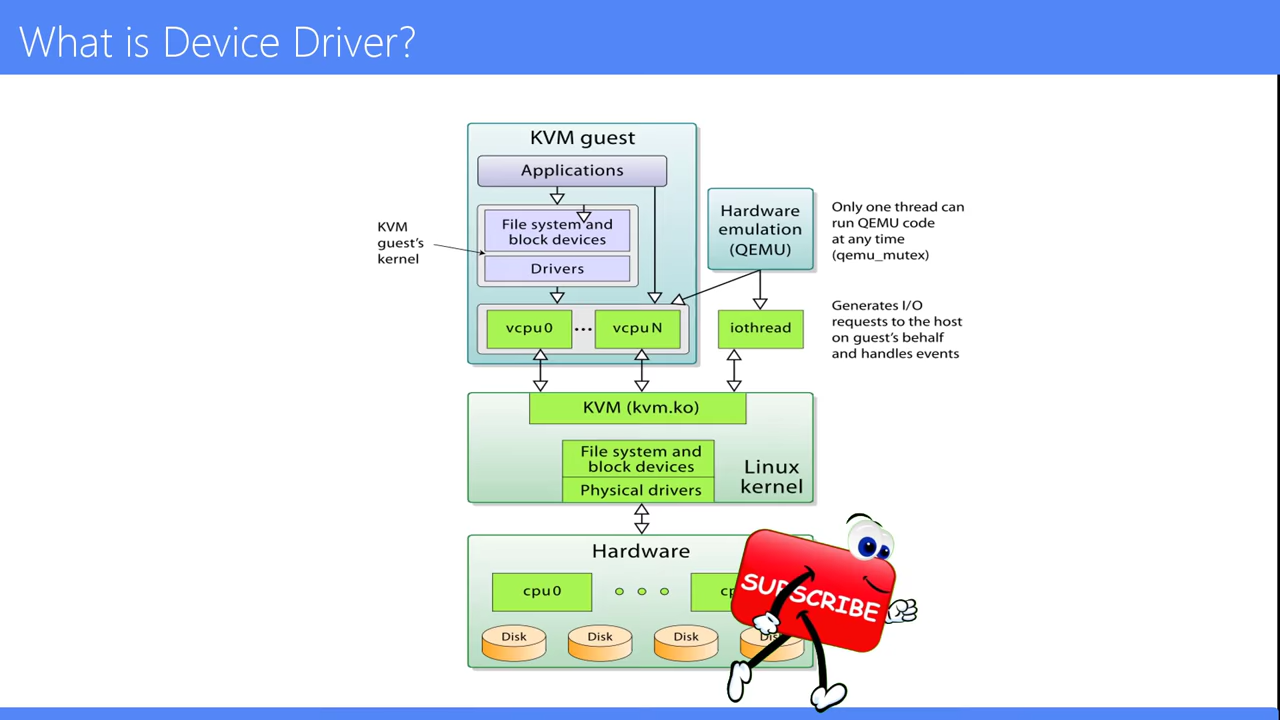 What is Device Driver?
KVM guest
Applications
File system and
block devices
Drivers
KVM
guest's
kernel
vcpu0
...
vcpuN
Hardware
emulation
(QEMU)
Only one thread can
run QEMU code
at any time
(qemu_mutex)
iothread
Generates I/O
requests to the host
on guest's behalf
and handles events
KVM (kvm.ko)
File system and
block devices
Physical drivers
Linux
kernel
Hardware
cpu0
SUBSCRIBE
Disk
Disk
Disk